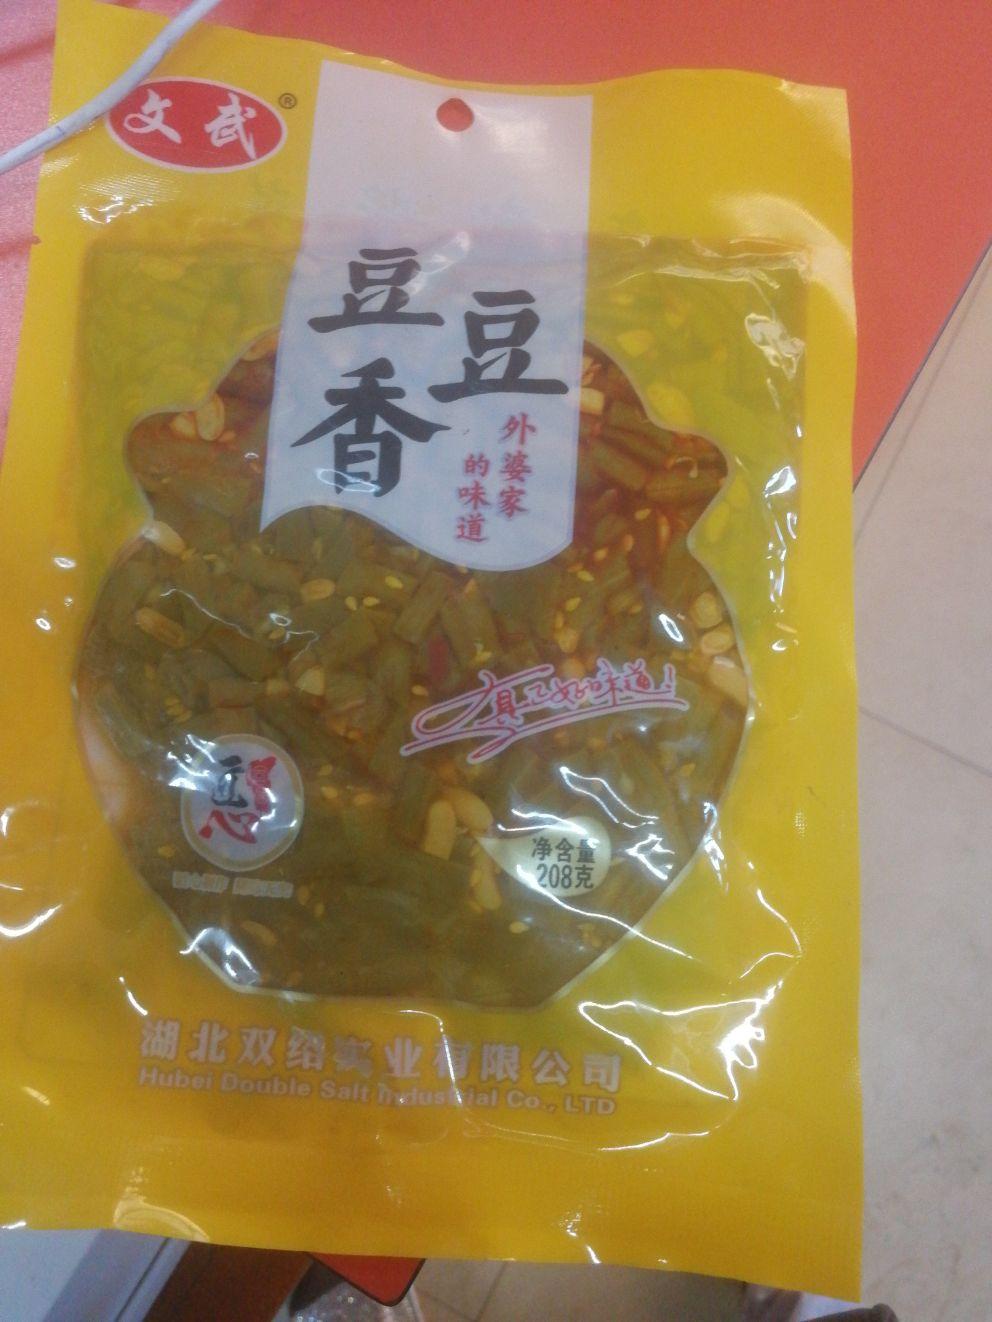 文武®
豆豆香
外婆家
的味道
真正好味道!
匠心
净含量
208克
湖北双绍实业有限公司
Hubei Double Salt Industrial Co., LTD